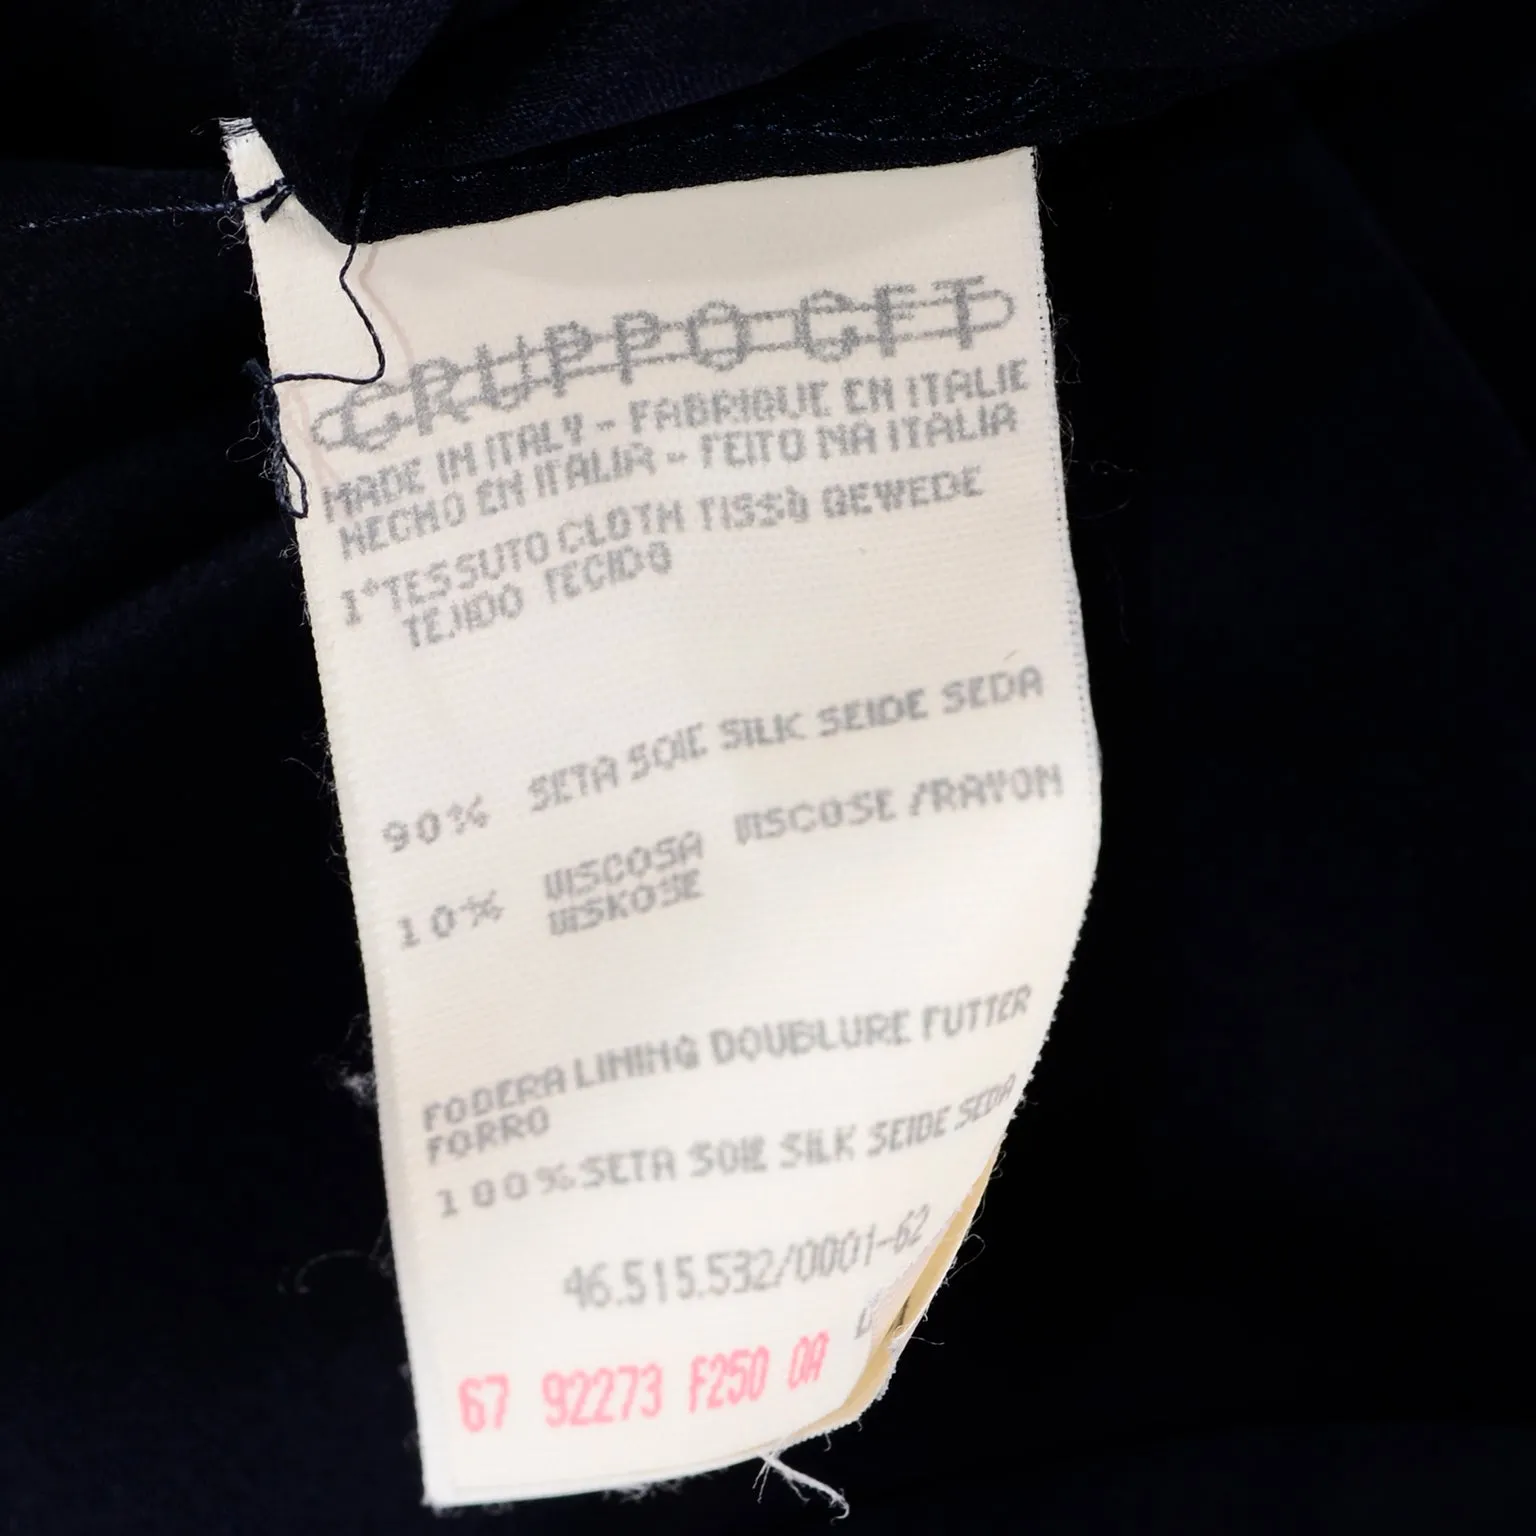 GRUPPO GFT
MADE IN ITALY - FABRIQUE EN ITALIE
HECHO EN ITALIA - FEITO NA ITALIA
1°TESSUTO CLOTH TISSU GEWEBE
TEJIDO TECIDO
90% SETA SOIE SILK SEIDE SEDA
10% VISCOSA VISCOSE /RAYON
VISKOSE
FODERA LINING DOUBLURE FUTTER
FORRO
100% SETA SOIE SILK SEIDE SEDA
46.515.532/0001-62
67 92273 F250 0A